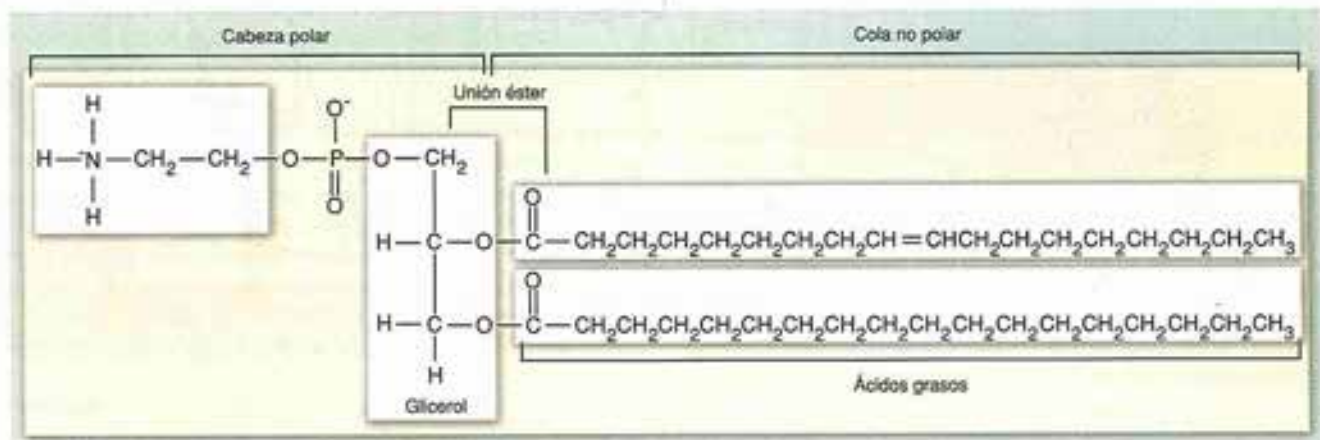 Cabeza polar
Cola no polar
Unión éster
H
O-
H—-N—CH2—CH2—O—P—O—CH2
H
O
O
H—C—O—C—CH2CH2CH2CH2CH2CH2CH2CH=CHCH2CH2CH2CH2CH2CH2CH2CH3
O
H—C—O—C—CH2CH2CH2CH2CH2CH2CH2CH2CH2CH2CH2CH2CH2CH2CH2CH2CH3
H
Glicerol
Ácidos grasos